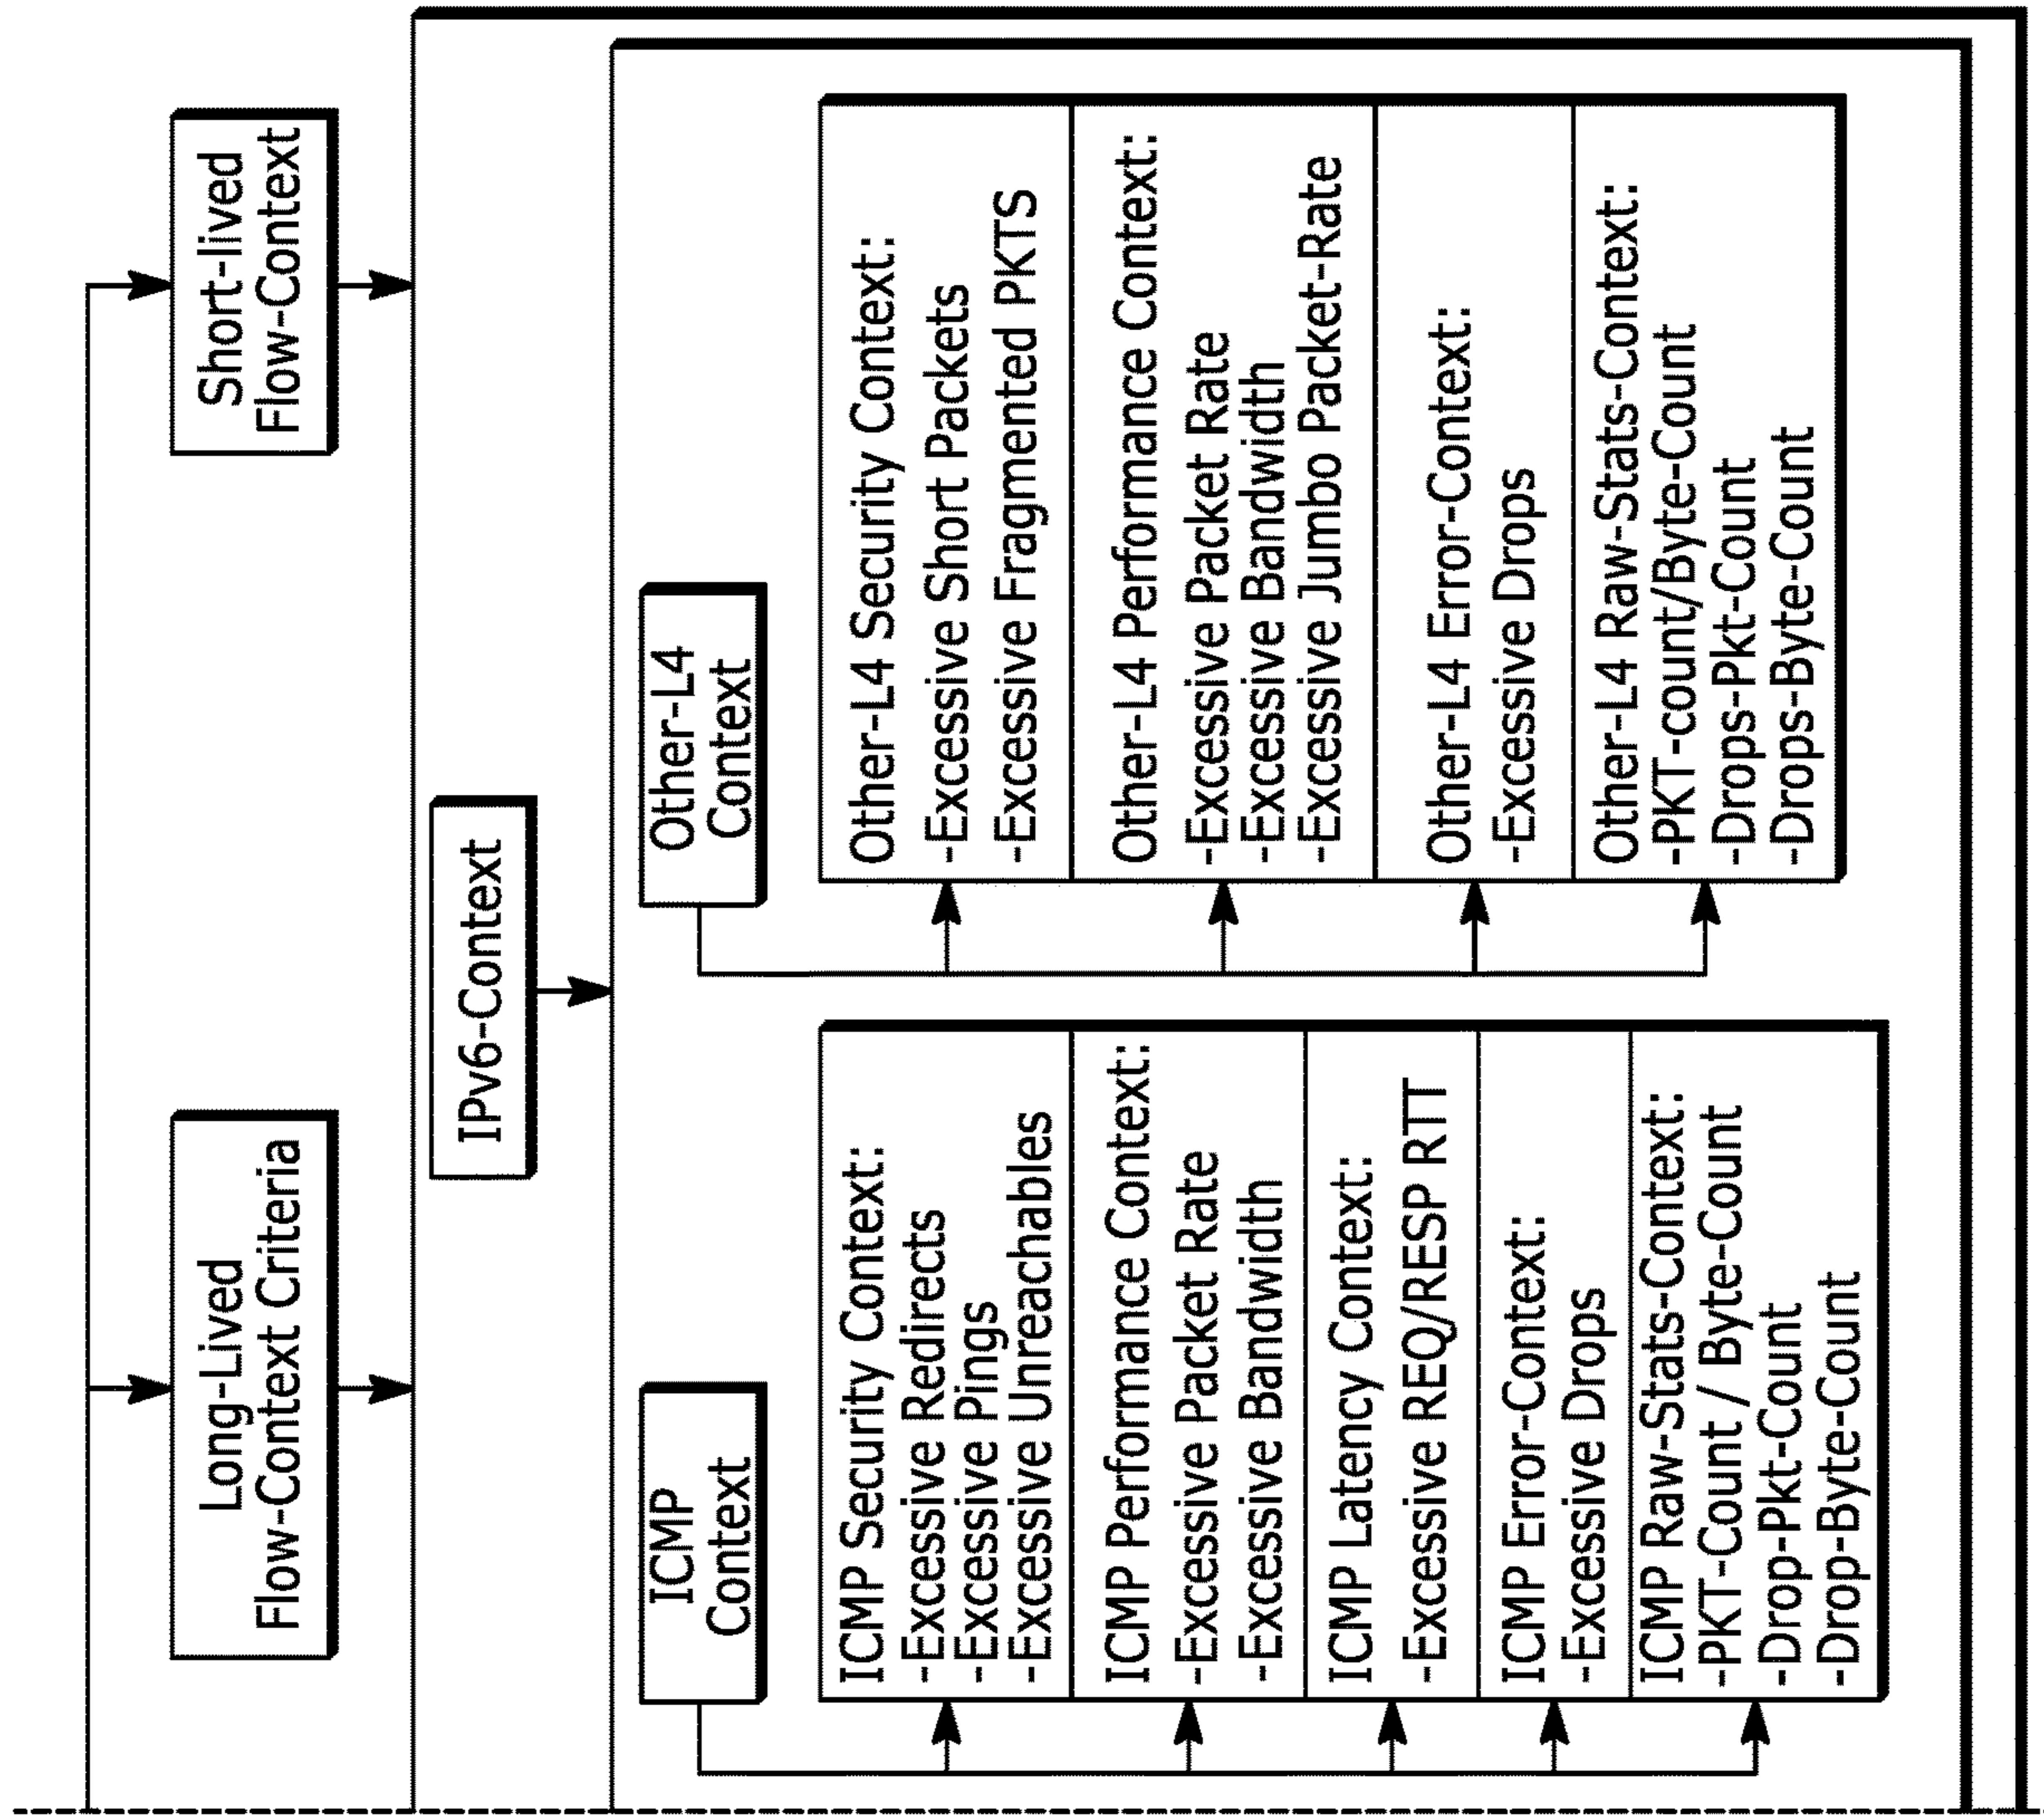 Long-Lived
Flow-Context Criteria
Short-lived
Flow-Context
IPv6-Context
ICMP
Context
ICMP Security Context:
-Excessive Redirects
-Excessive Pings
-Excessive Unreachables
ICMP Performance Context:
-Excessive Packet Rate
-Excessive Bandwidth
ICMP Latency Context:
-Excessive REQ/RESP RTT
ICMP Error-Context:
-Excessive Drops
ICMP Raw-Stats-Context:
-PKT-Count / Byte-Count
-Drop-Pkt-Count
-Drop-Byte-Count
Other-L4
Context
Other-L4 Security Context:
-Excessive Short Packets
-Excessive Fragmented PKTS
Other-L4 Performance Context:
-Excessive Packet Rate
-Excessive Bandwidth
-Excessive Jumbo Packet-Rate
Other-L4 Error-Context:
-Excessive Drops
Other-L4 Raw-Stats-Context:
-PKT-count/Byte-Count
-Drops-Pkt-Count
-Drops-Byte-Count